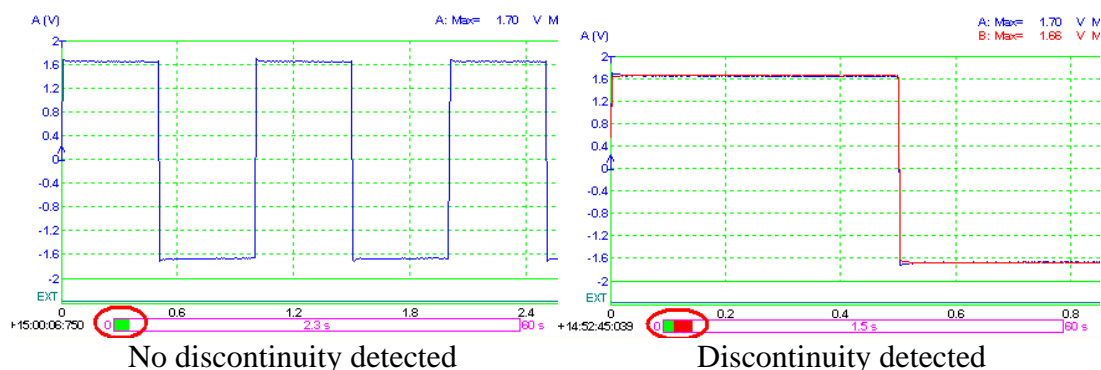 A (V)
A: Max= 1.70 V M
2
1.6
1.2
0.8
0.4
0
-0.4
-0.8
-1.2
-1.6
-2
EXT
0 0.6 1.2 1.8 2.4
+15:00:06:750 0 2.3 s 60 s
No discontinuity detected
A: Max= 1.70 V M
B: Max= 1.66 V M
A (V)
2
1.6
1.2
0.8
0.4
0
-0.4
-0.8
-1.2
-1.6
-2
EXT
0 0.2 0.4 0.6 0.8
+14:52:45:039 0 1.5 s 60 s
Discontinuity detected